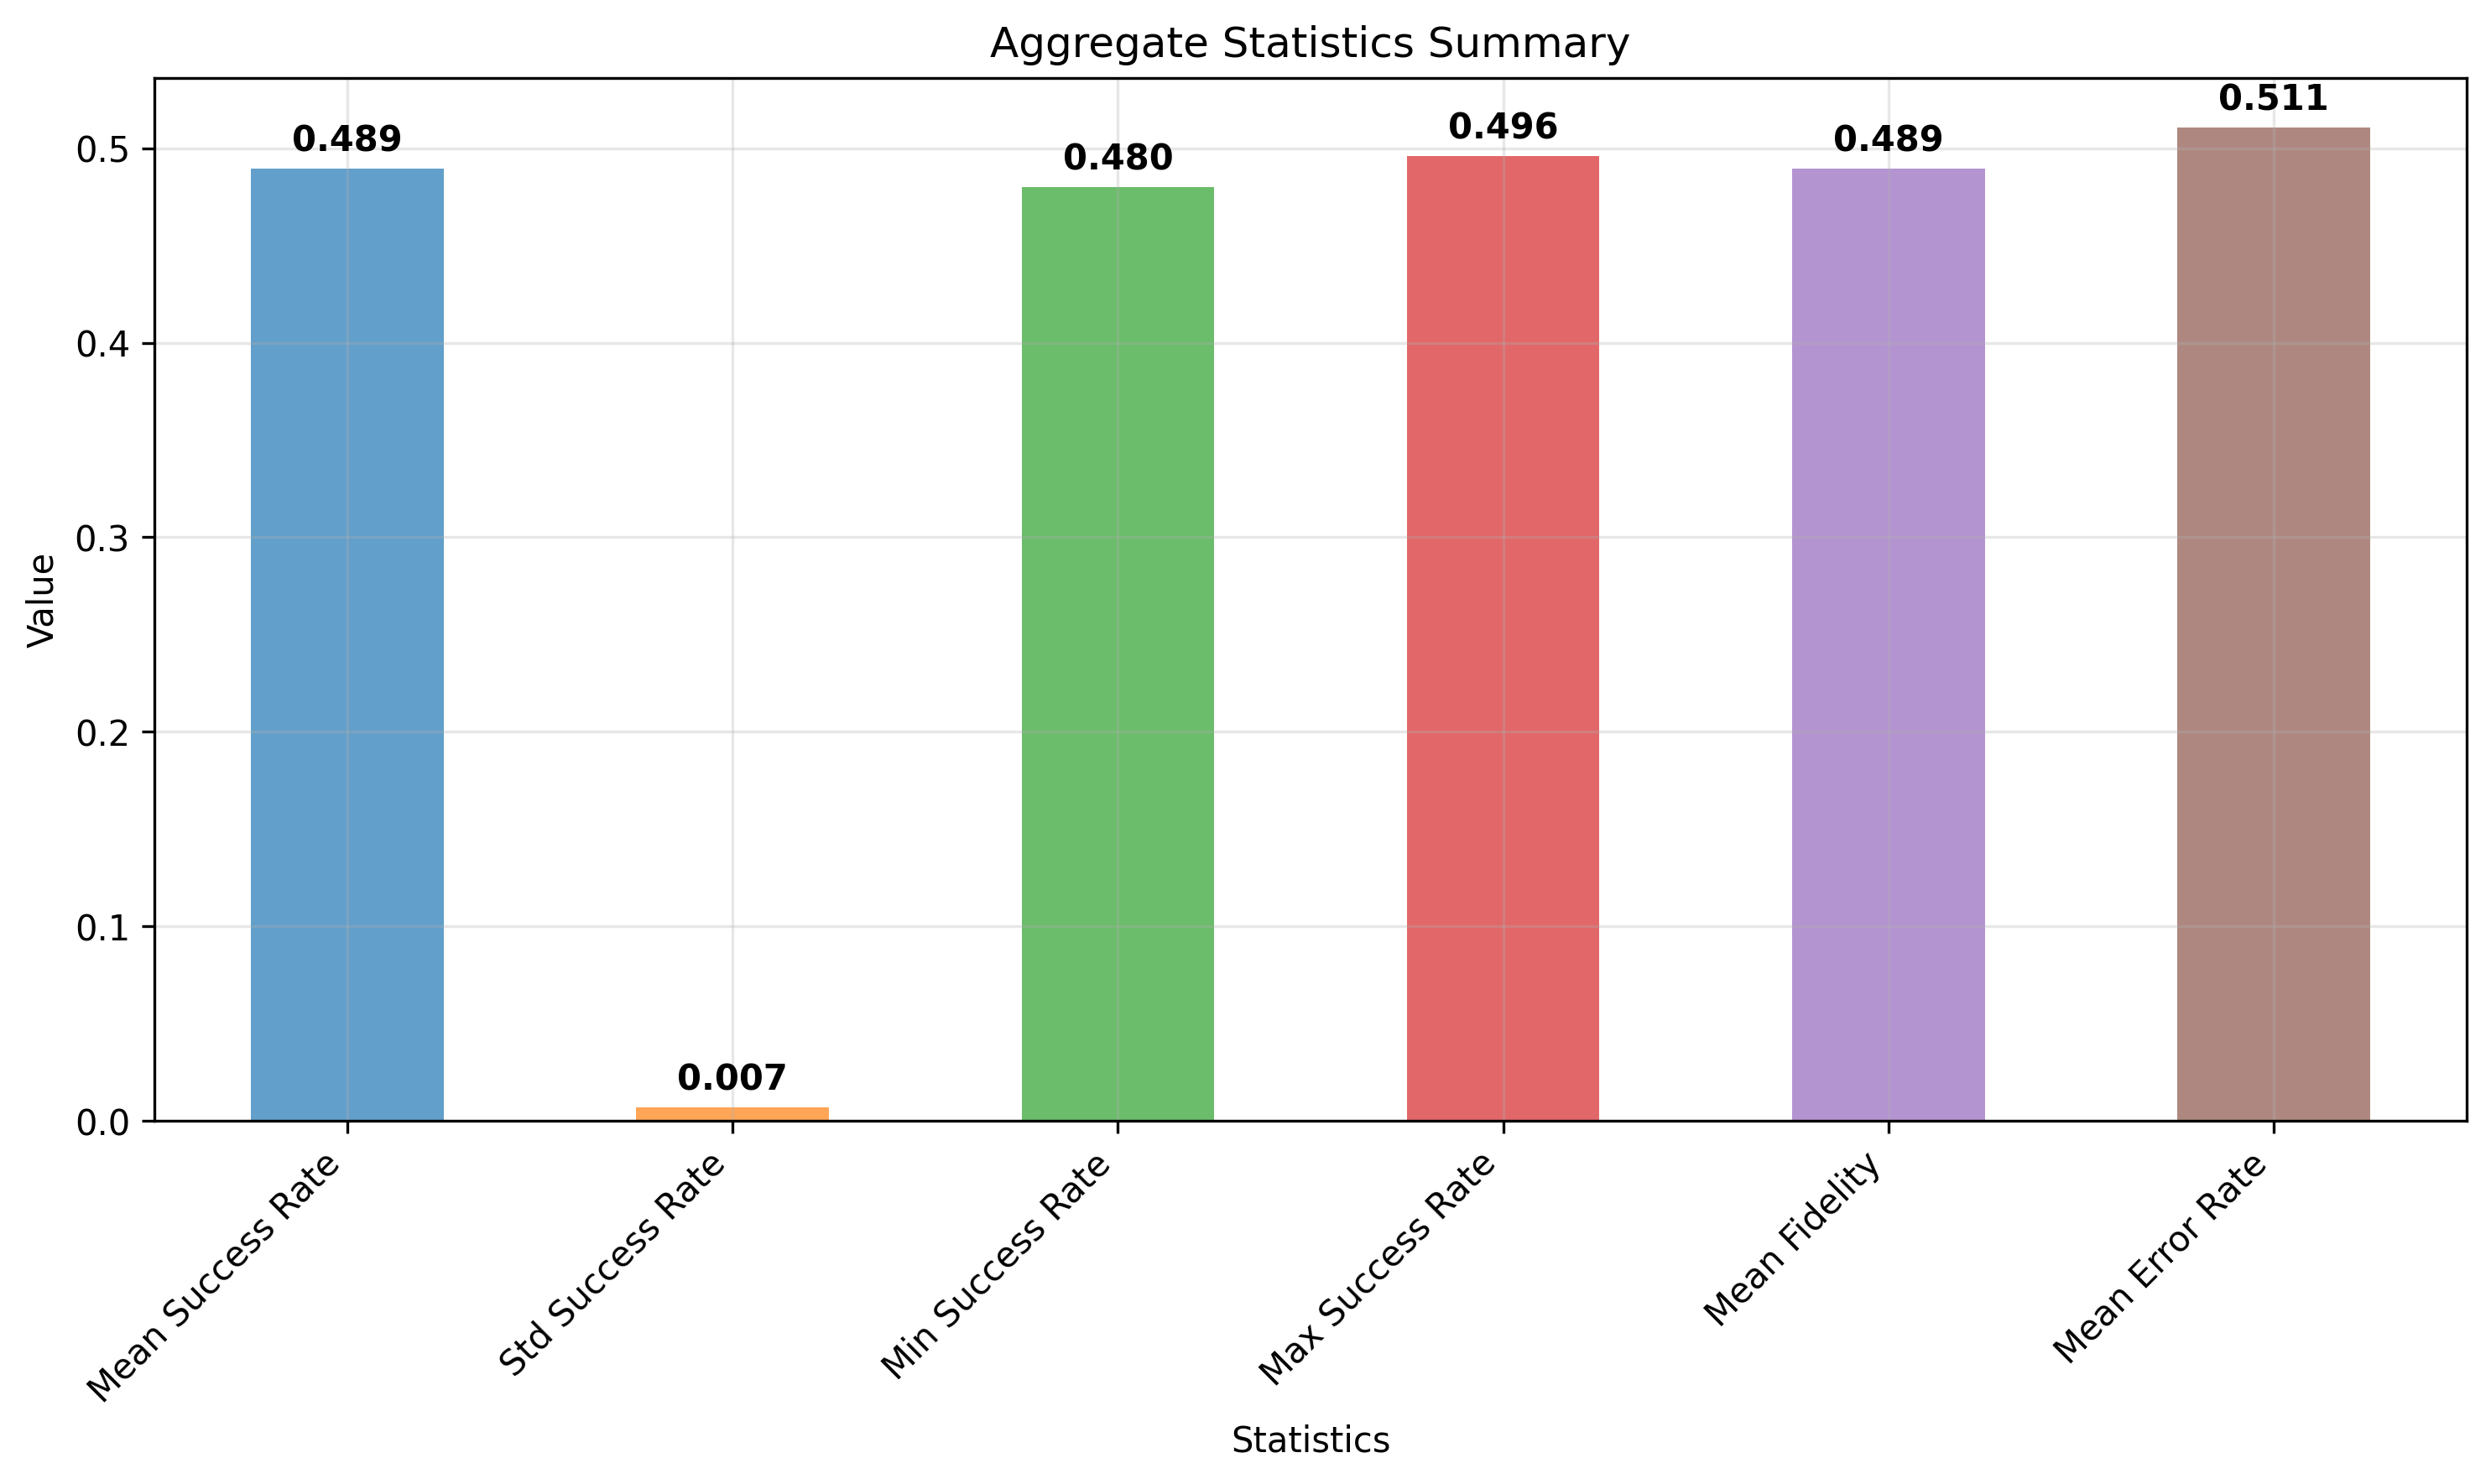 Aggregate Statistics Summary
0.489
0.007
0.480
0.496
0.489
0.511
0.5
0.4
0.3
0.2
0.1
0.0
Value
Mean Success Rate
Std Success Rate
Min Success Rate
Max Success Rate
Mean Fidelity
Mean Error Rate
Statistics